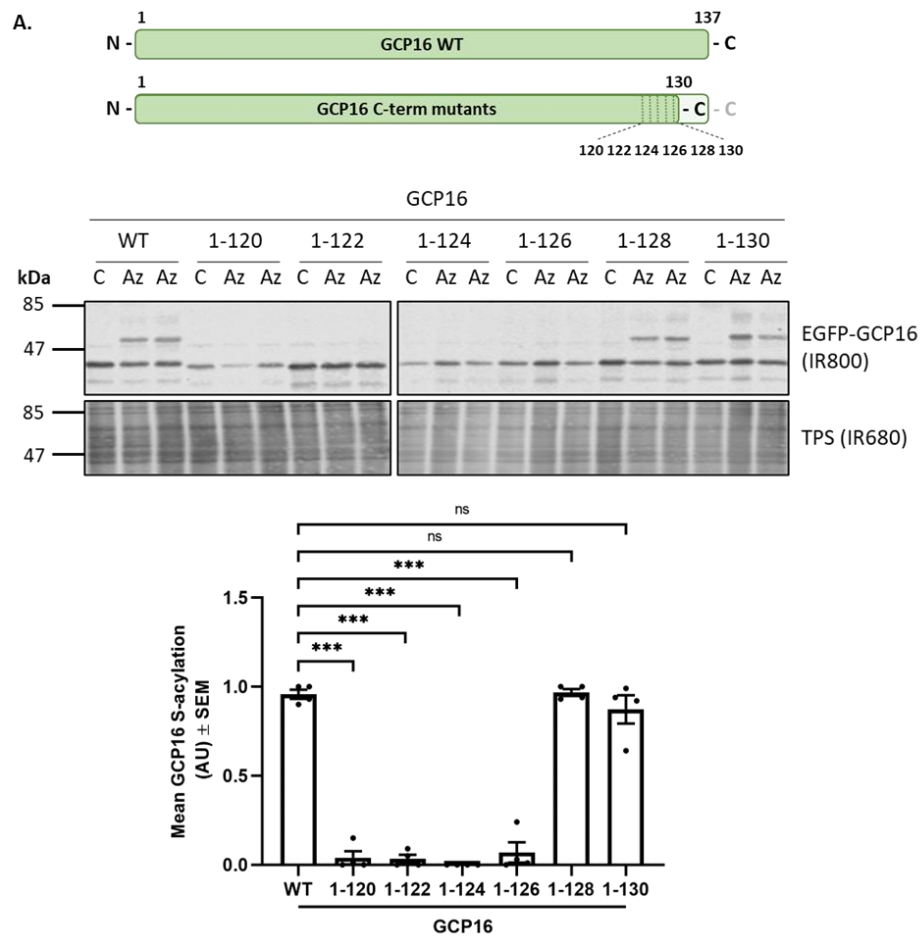 A.
1 137
N - GCP16 WT - C
1 130
N - GCP16 C-term mutants - C - C
120 122 124 126 128 130
GCP16
WT 1-120 1-122 1-124 1-126 1-128 1-130
kDa C Az Az C Az Az C Az Az C Az Az C Az Az C Az Az C Az Az
85
47
EGFP-GCP16
(IR800)
85
47
TPS (IR680)
ns
ns
***
***
***
***
Mean GCP16 S-acylation
(AU) ± SEM
1.5
1.0
0.5
0.0
WT 1-120 1-122 1-124 1-126 1-128 1-130
GCP16